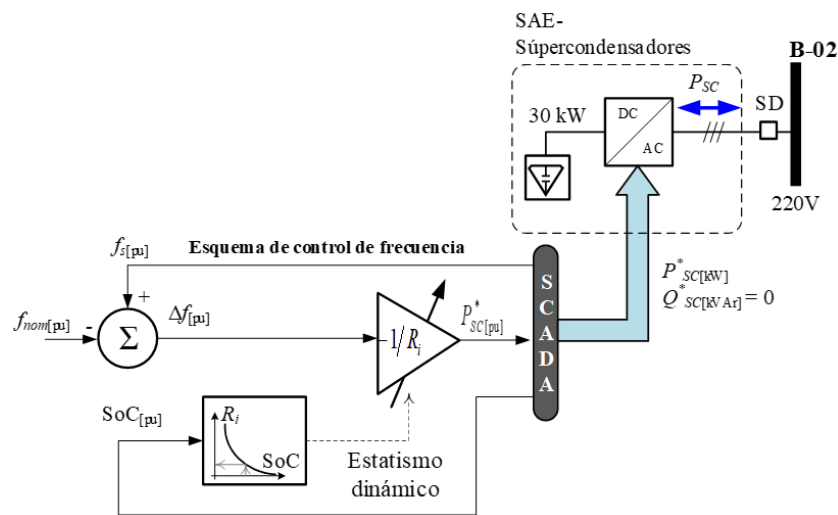 SAE-
Súpercondensadores
B-02
P_SC
SD
30 kW
DC
AC
220V
f_s[pu]
Esquema de control de frecuencia
P*_SC[kW]
Q*_SC[kVAr] = 0
+
f_nom[pu]
-
Σ
Δf_[pu]
-1/R_i
P*_SC[pu]
SCADA
SoC_[pu]
R_i
SoC
Estatismo
dinámico